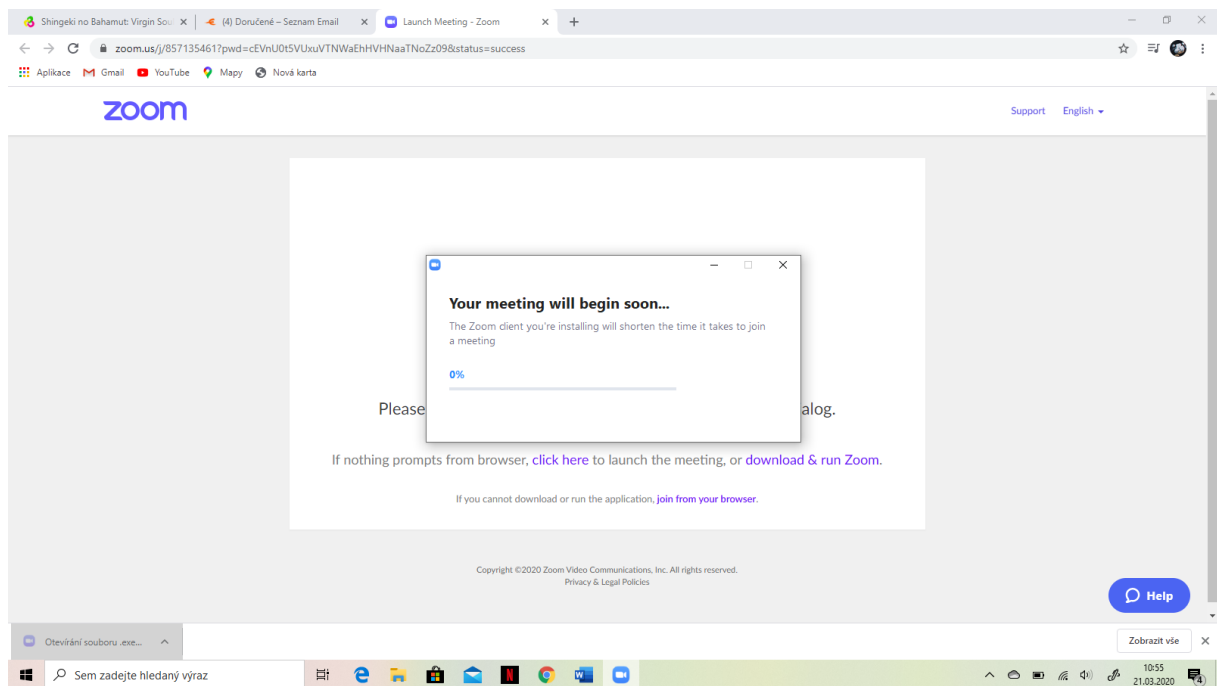 Shingeki no Bahamut: Virgin Sou
(4) Doručené – Seznam Email
Launch Meeting - Zoom
zoom.us/j/857135461?pwd=cEVnU0t5VUxuVTNWaEhHVHNaaTNoZz09&status=success
Aplikace
Gmail
YouTube
Mapy
Nová karta
zoom
Support
English
Your meeting will begin soon...
The Zoom client you're installing will shorten the time it takes to join
a meeting
0%
Please
alog.
If nothing prompts from browser, click here to launch the meeting, or download & run Zoom.
If you cannot download or run the application, join from your browser.
Copyright ©2020 Zoom Video Communications, Inc. All rights reserved.
Privacy & Legal Policies
Help
Otevírání souboru .exe...
Zobrazit vše
Sem zadejte hledaný výraz
N
W
10:55
21.03.2020
4